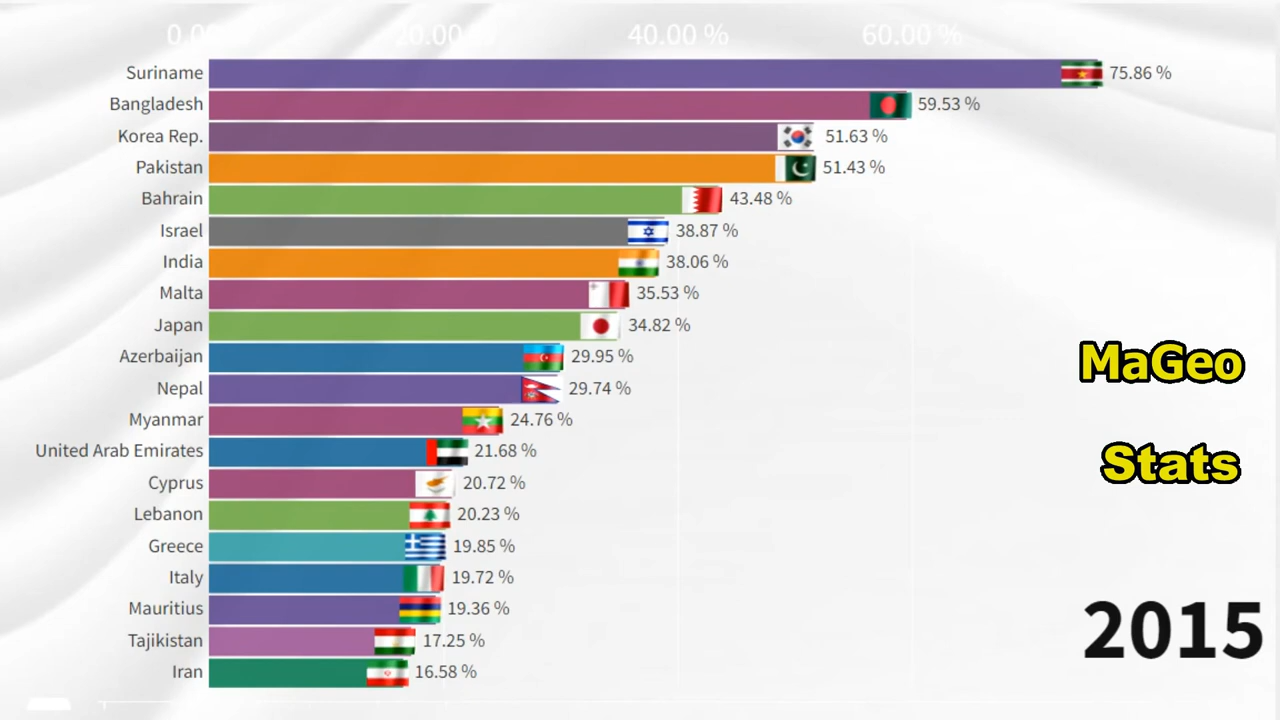 20.00 % 40.00 % 60.00 %
Suriname 75.86 %
Bangladesh 59.53 %
Korea Rep. 51.63 %
Pakistan 51.43 %
Bahrain 43.48 %
Israel 38.87 %
India 38.06 %
Malta 35.53 %
Japan 34.82 %
Azerbaijan 29.95 %
Nepal 29.74 %
Myanmar 24.76 %
United Arab Emirates 21.68 %
Cyprus 20.72 %
Lebanon 20.23 %
Greece 19.85 %
Italy 19.72 %
Mauritius 19.36 %
Tajikistan 17.25 %
Iran 16.58 %
MaGeo
Stats
2015